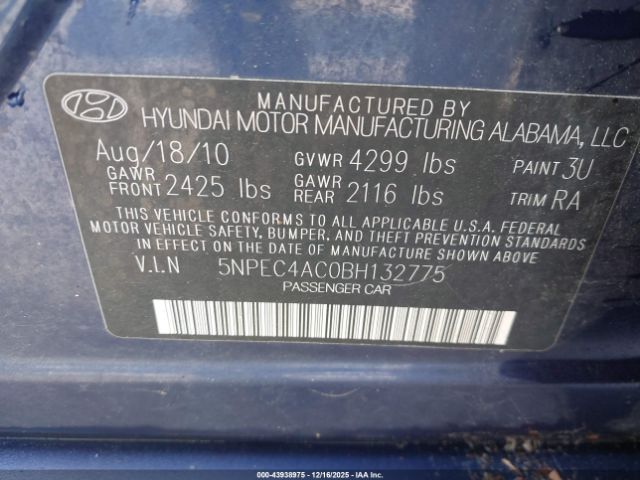 MANUFACTURED BY
HYUNDAI MOTOR MANUFACTURING ALABAMA, LLC
Aug/18/10 GVWR 4299 lbs PAINT 3U
GAWR FRONT 2425 lbs GAWR REAR 2116 lbs TRIM RA
THIS VEHICLE CONFORMS TO ALL APPLICABLE U.S.A. FEDERAL
MOTOR VEHICLE SAFETY, BUMPER, AND THEFT PREVENTION STANDARDS
IN EFFECT ON THE DATE OF MANUFACTURE SHOWN ABOVE.
V.I.N 5NPEC4AC0BH132775
PASSENGER CAR
© IAA - 43938975 - 12/16/2025 - © IAA, Inc.